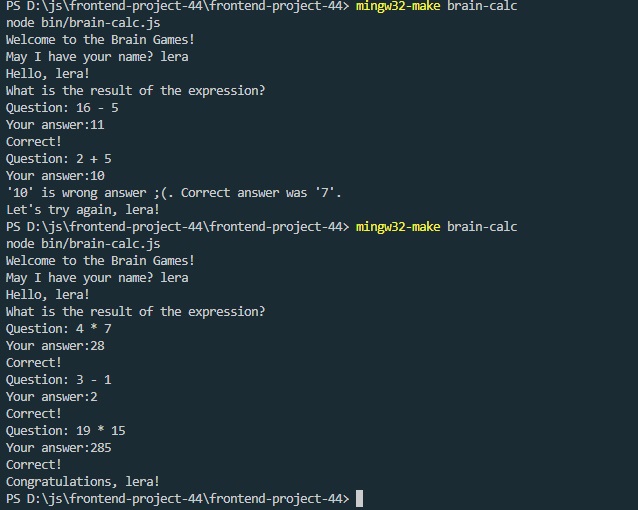 PS D:\js\frontend-project-44\frontend-project-44> mingw32-make brain-calc
node bin/brain-calc.js
Welcome to the Brain Games!
May I have your name? lera
Hello, lera!
What is the result of the expression?
Question: 16 - 5
Your answer:11
Correct!
Question: 2 + 5
Your answer:10
'10' is wrong answer ;(. Correct answer was '7'.
Let's try again, lera!
PS D:\js\frontend-project-44\frontend-project-44> mingw32-make brain-calc
node bin/brain-calc.js
Welcome to the Brain Games!
May I have your name? lera
Hello, lera!
What is the result of the expression?
Question: 4 * 7
Your answer:28
Correct!
Question: 3 - 1
Your answer:2
Correct!
Question: 19 * 15
Your answer:285
Correct!
Congratulations, lera!
PS D:\js\frontend-project-44\frontend-project-44>